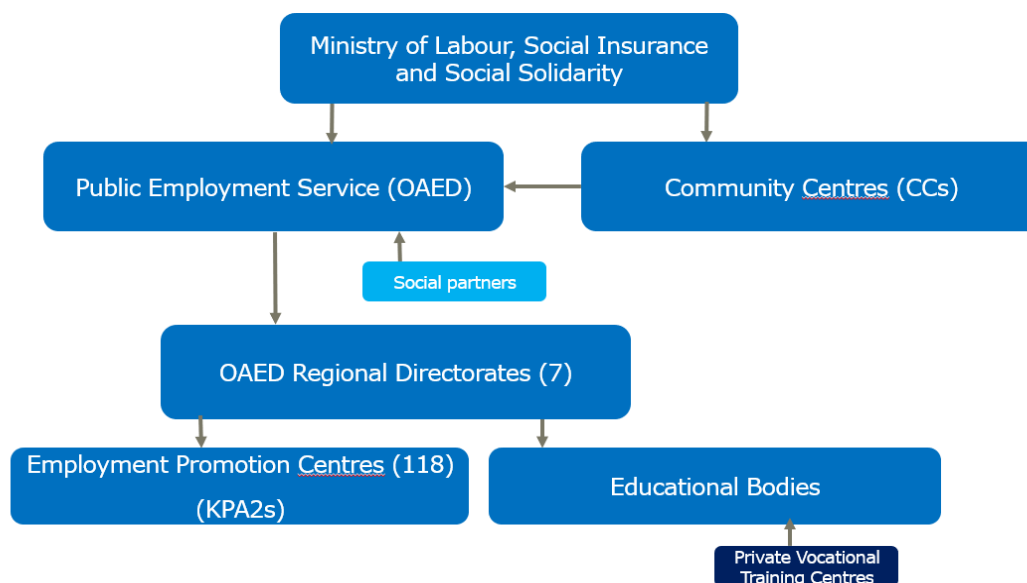 Ministry of Labour, Social Insurance
and Social Solidarity
Public Employment Service (OAED)
Community Centres (CCs)
Social partners
OAED Regional Directorates (7)
Employment Promotion Centres (118)
(KPA2s)
Educational Bodies
Private Vocational
Training Centres